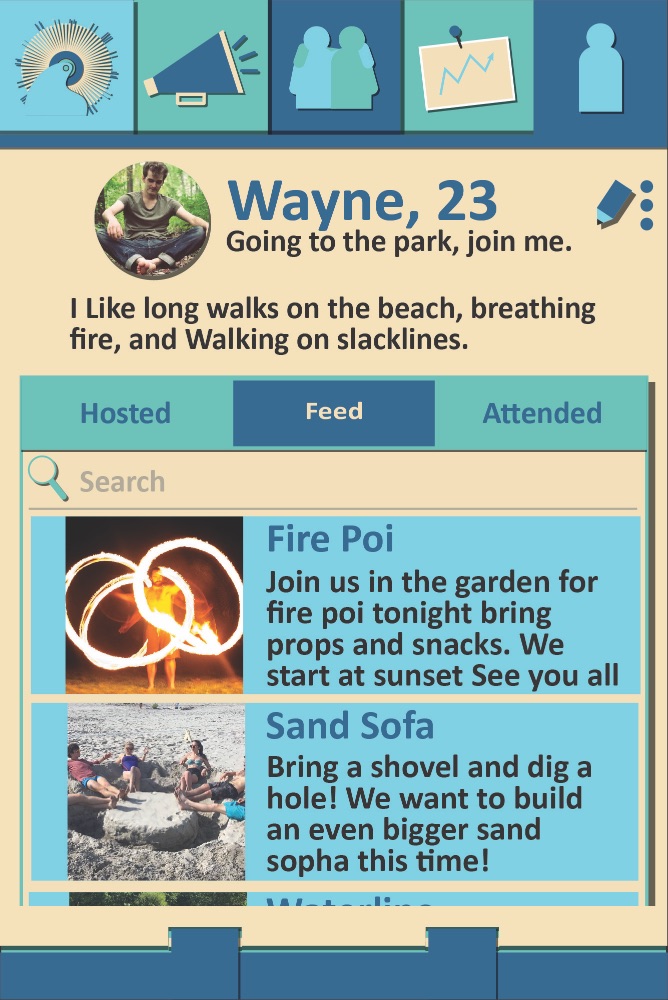 Wayne, 23
Going to the park, join me.
I Like long walks on the beach, breathing
fire, and Walking on slacklines.
Hosted
Feed
Attended
Search
Fire Poi
Join us in the garden for
fire poi tonight bring
props and snacks. We
start at sunset See you all
Sand Sofa
Bring a shovel and dig a
hole! We want to build
an even bigger sand
sopha this time!
Waterline